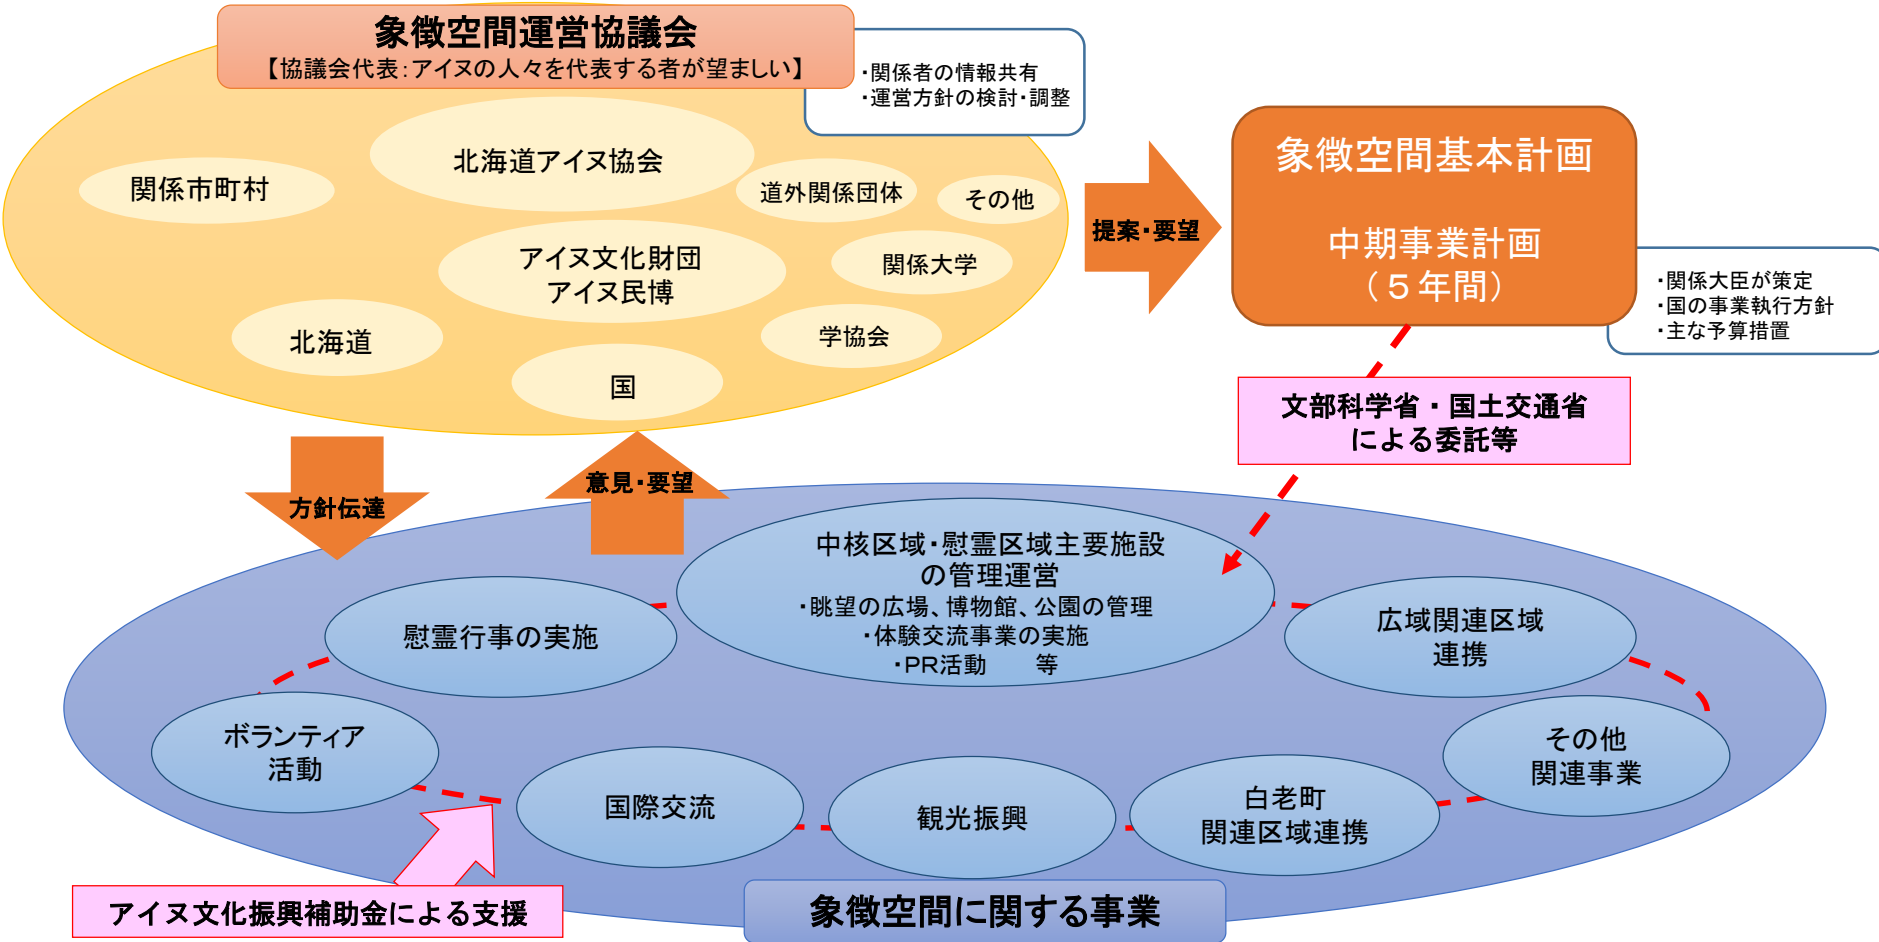 象徴空間運営協議会
【協議会代表：アイヌの人々を代表する者が望ましい】
・関係者の情報共有
・運営方針の検討・調整
北海道アイヌ協会
関係市町村
道外関係団体
その他
アイヌ文化財団
アイヌ民博
関係大学
北海道
学協会
国
提案・要望
象徴空間基本計画
中期事業計画
（５年間）
・関係大臣が策定
・国の事業執行方針
・主な予算措置
文部科学省・国土交通省
による委託等
方針伝達
意見・要望
中核区域・慰霊区域主要施設
の管理運営
・眺望の広場、博物館、公園の管理
・体験交流事業の実施
・PR活動　　等
慰霊行事の実施
広域関連区域
連携
ボランティア
活動
その他
関連事業
国際交流
観光振興
白老町
関連区域連携
アイヌ文化振興補助金による支援
象徴空間に関する事業